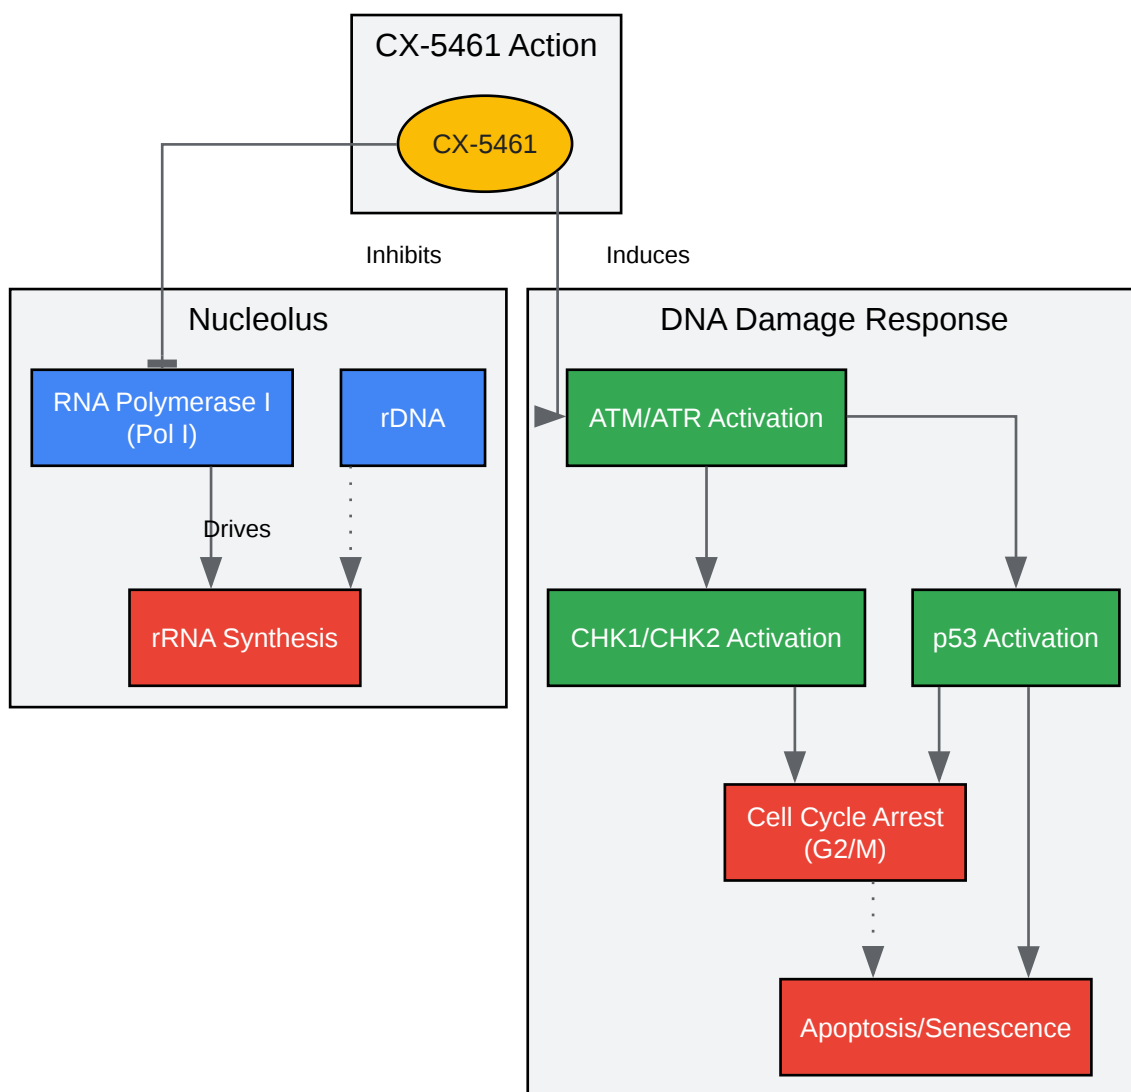 CX-5461 Action
CX-5461
Inhibits
Induces
Nucleolus
DNA Damage Response
RNA Polymerase I
(Pol I)
rDNA
ATM/ATR Activation
Drives
rRNA Synthesis
CHK1/CHK2 Activation
p53 Activation
Cell Cycle Arrest
(G2/M)
Apoptosis/Senescence